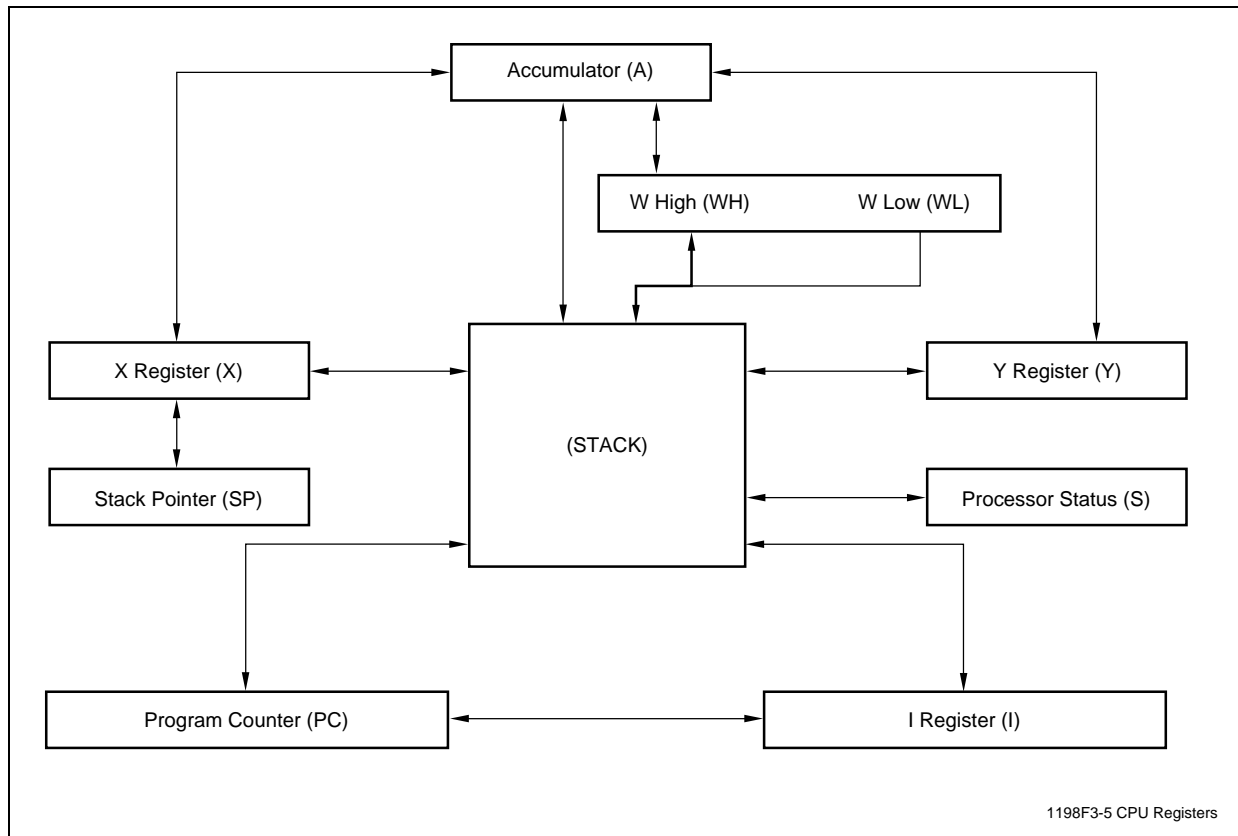 Accumulator (A)
W High (WH) W Low (WL)
X Register (X)
Y Register (Y)
(STACK)
Stack Pointer (SP)
Processor Status (S)
Program Counter (PC)
I Register (I)
1198F3-5 CPU Registers